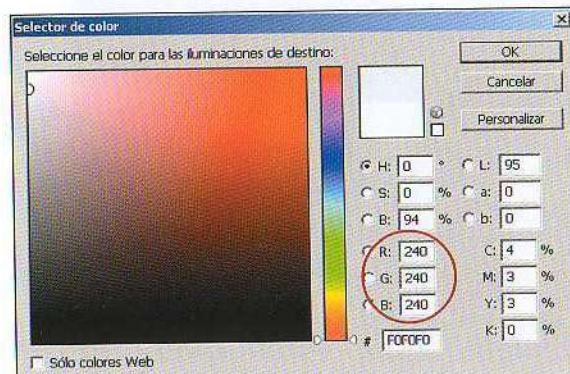 Selector de color
Seleccione el color para las iluminaciones de destino:
OK
Cancelar
Personalizar
H: 0 °
L: 95
S: 0 %
a: 0
B: 94 %
b: 0
R: 240
C: 4 %
G: 240
M: 3 %
B: 240
Y: 3 %
# F0F0F0
K: 0 %
Sólo colores Web